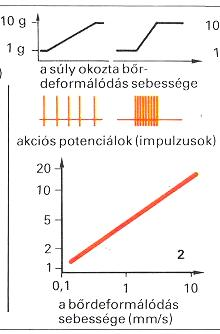 10 g
1 g
10
1
)
a súly okozta bőr-
deformálódás sebessége
akciós potenciálok (impulzusok)
20
10
5
2
1
2
0,1 1 10
a bőrdeformálódás
sebessége (mm/s)